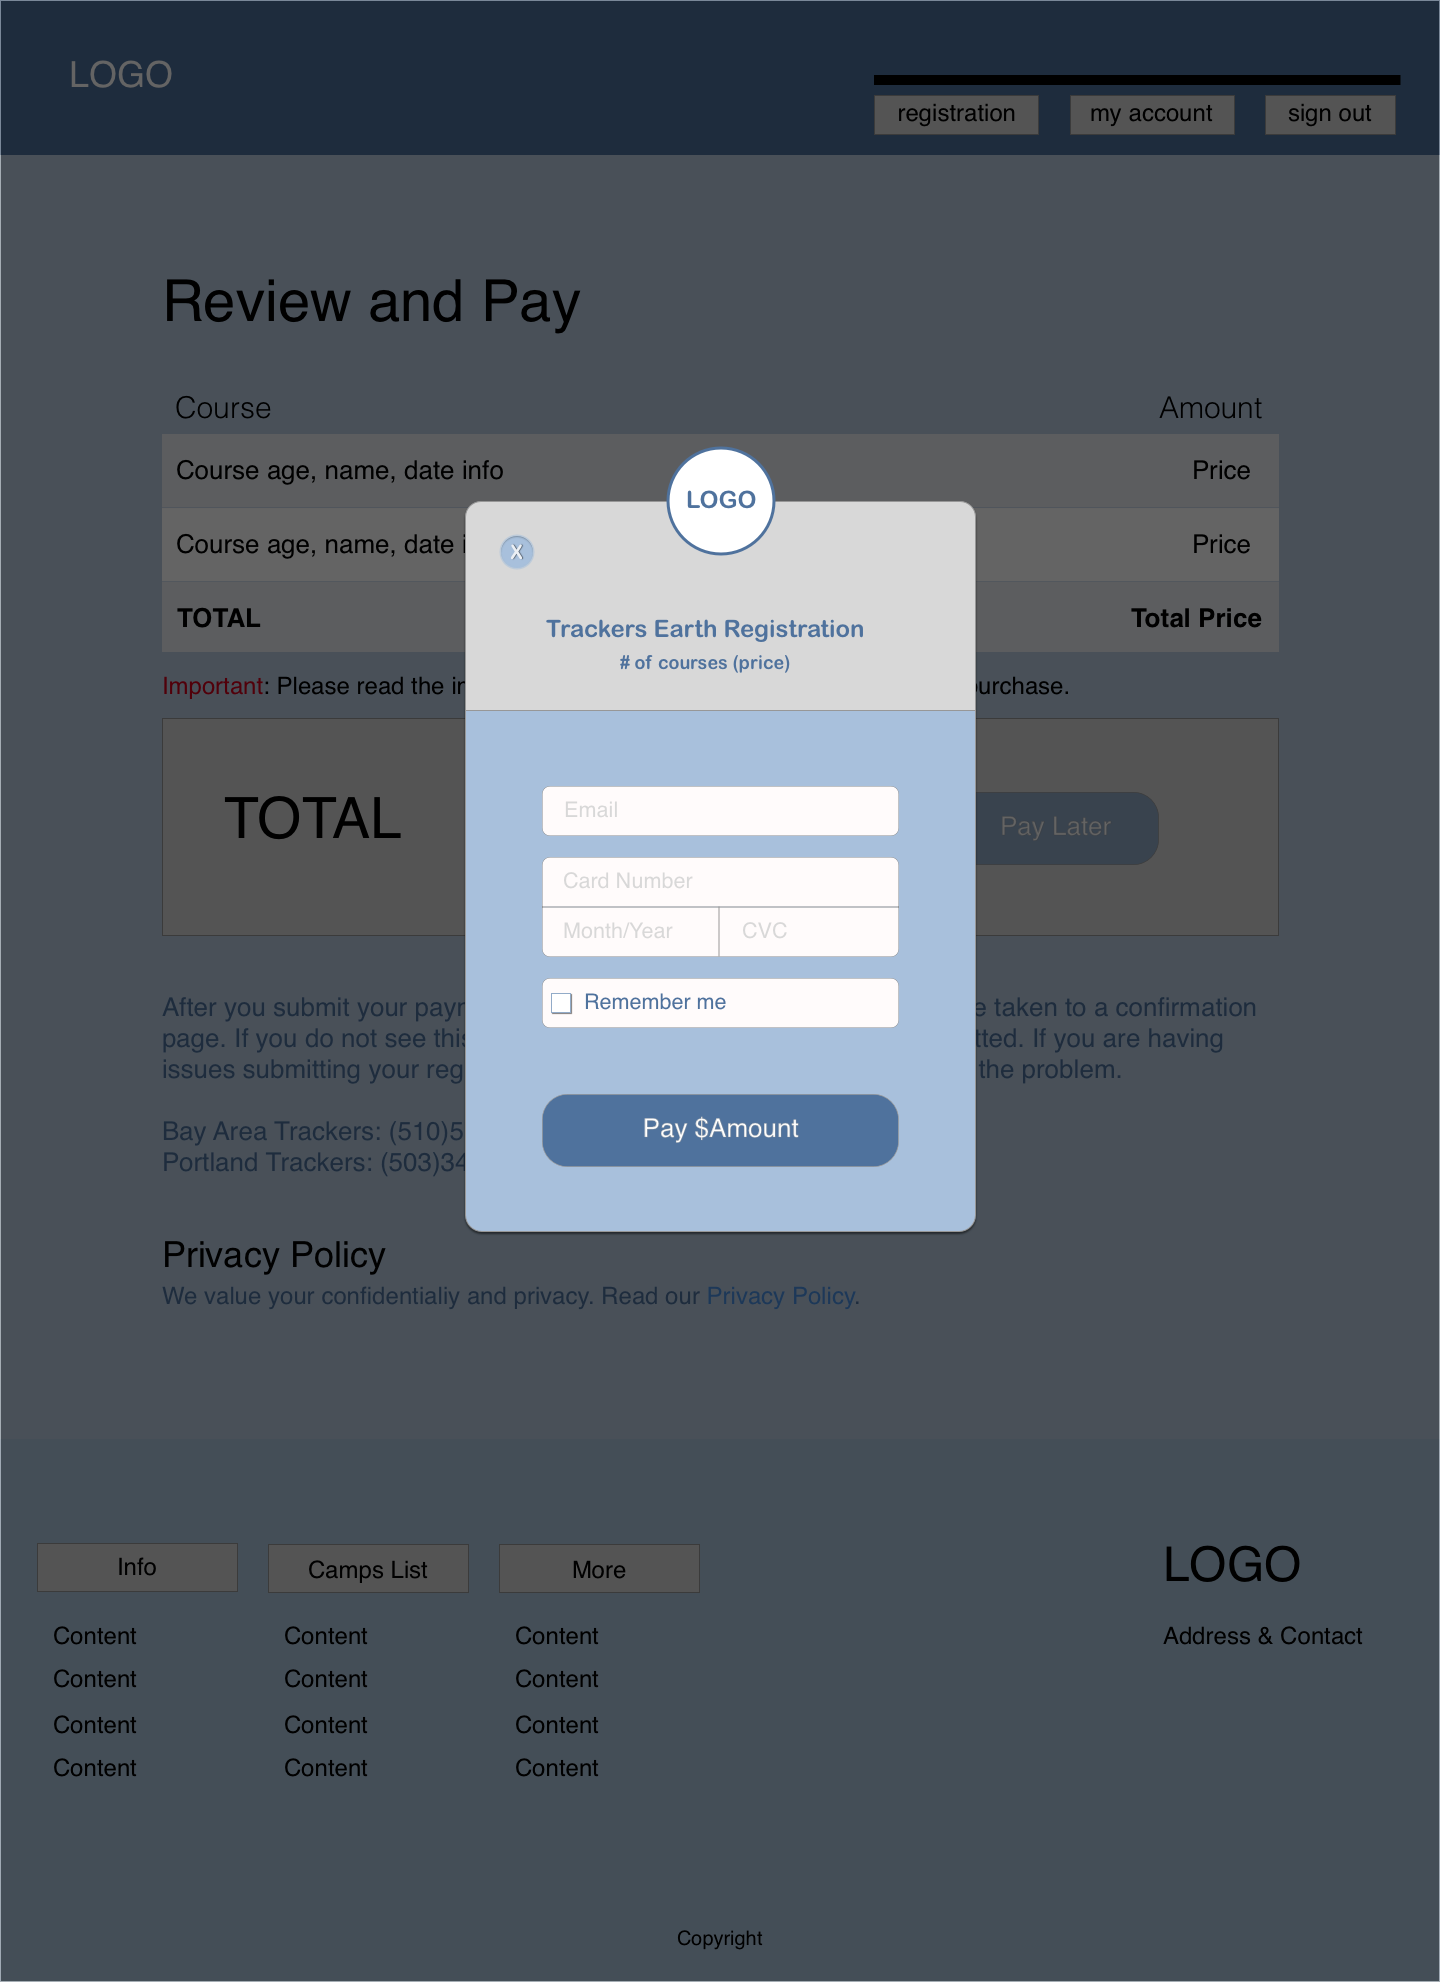 LOGO
registration
my account
sign out
Review and Pay
Course
Amount
Course age, name, date info
Price
Course age, name, date i
Price
TOTAL
Total Price
Important: Please read the in
urchase.
TOTAL
Pay Later
LOGO
X
Trackers Earth Registration
# of courses (price)
Email
Card Number
Month/Year
CVC
Remember me
Pay $Amount
After you submit your payr
e taken to a confirmation
page. If you do not see this
tted. If you are having
issues submitting your reg
the problem.
Bay Area Trackers: (510)5
Portland Trackers: (503)34
Privacy Policy
We value your confidentialiy and privacy. Read our Privacy Policy.
Info
Camps List
More
LOGO
Content
Content
Content
Address & Contact
Content
Content
Content
Content
Content
Content
Content
Content
Content
Copyright